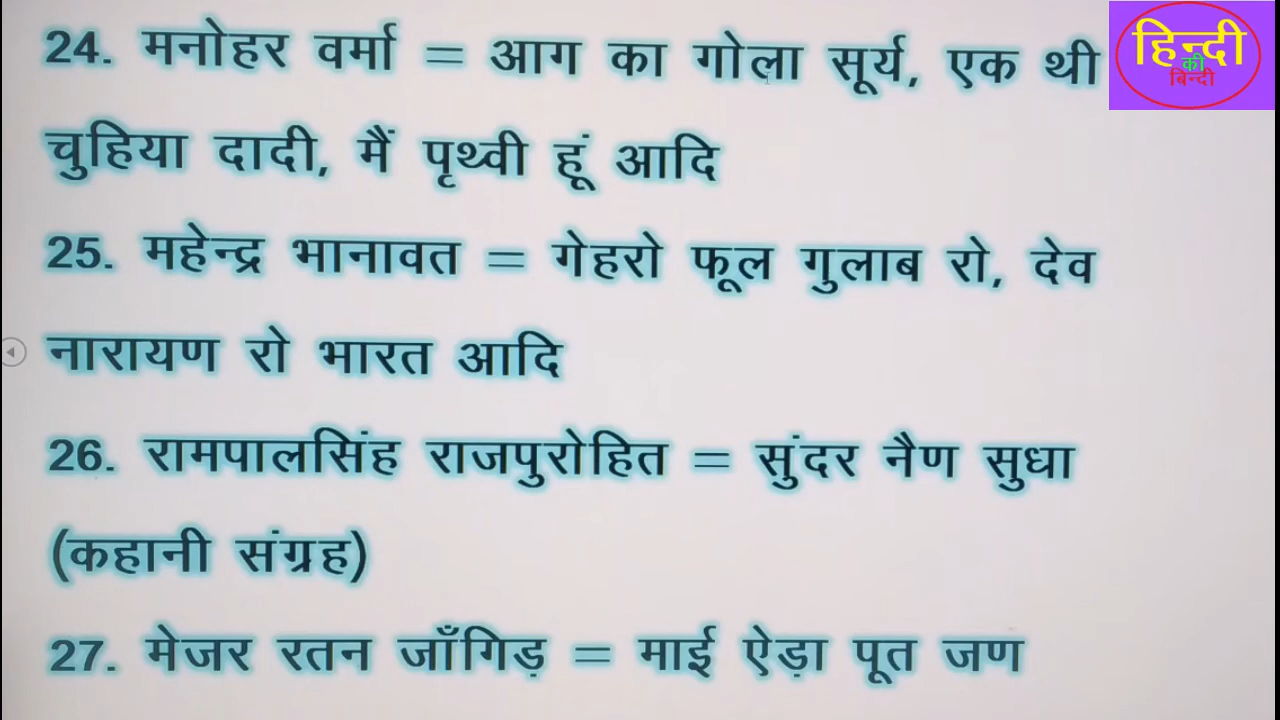 24. मनोहर वर्मा = आग का गोला सूर्य, एक थी
चुहिया दादी, मैं पृथ्वी हूं आदि
25. महेन्द्र भानावत = गेहरो फूल गुलाब रो, देव
नारायण रो भारत आदि
26. रामपालसिंह राजपुरोहित = सुंदर नैण सुधा
(कहानी संग्रह)
27. मेजर रतन जाँगिड़ = माई ऐड़ा पूत जण
हिन्दी
की
बिन्दी